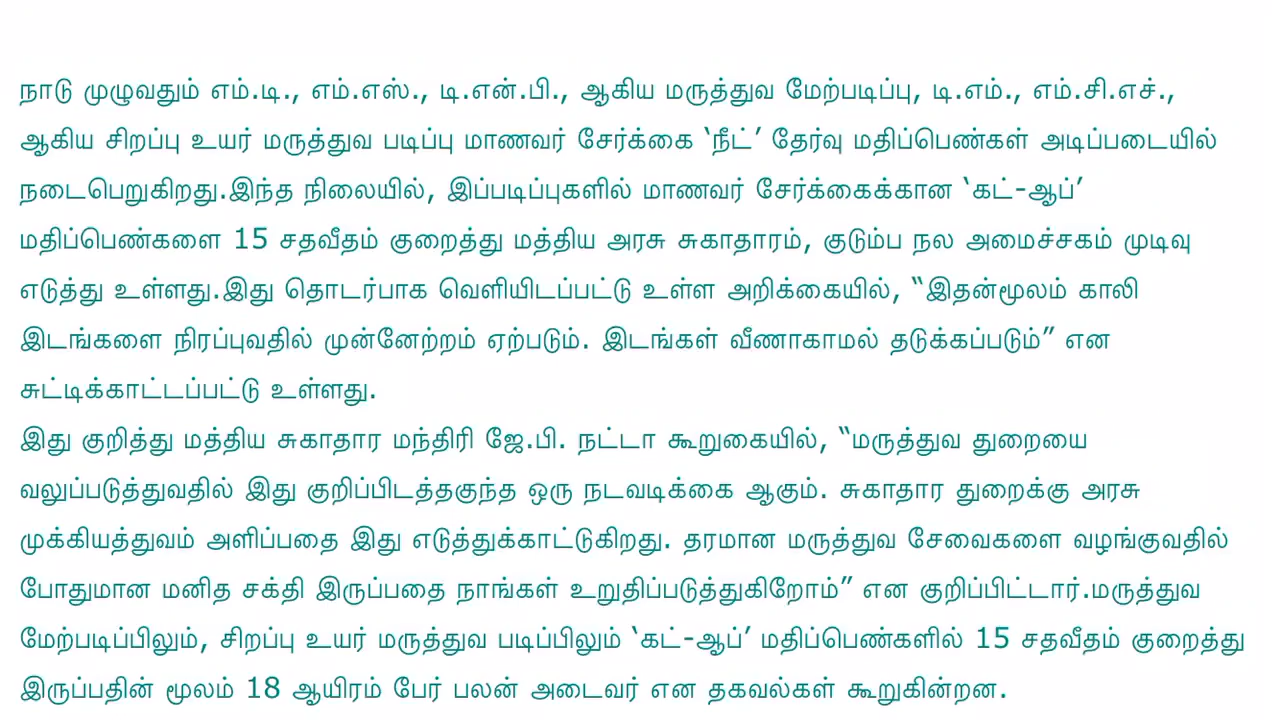 நாடு முழுவதும் எம்.டி., எம்.எஸ்., டி.என்.பி., ஆகிய மருத்துவ மேற்படிப்பு, டி.எம்., எம்.சி.எச்.,
ஆகிய சிறப்பு உயர் மருத்துவ படிப்பு மாணவர் சேர்க்கை ‘நீட்’ தேர்வு மதிப்பெண்கள் அடிப்படையில்
நடைபெறுகிறது.இந்த நிலையில், இப்படிப்புகளில் மாணவர் சேர்க்கைக்கான ‘கட்-ஆப்’
மதிப்பெண்களை 15 சதவீதம் குறைத்து மத்திய அரசு சுகாதாரம், குடும்ப நல அமைச்சகம் முடிவு
எடுத்து உள்ளது.இது தொடர்பாக வெளியிடப்பட்டு உள்ள அறிக்கையில், “இதன்மூலம் காலி
இடங்களை நிரப்புவதில் முன்னேற்றம் ஏற்படும். இடங்கள் வீணாகாமல் தடுக்கப்படும்” என
சுட்டிக்காட்டப்பட்டு உள்ளது.
இது குறித்து மத்திய சுகாதார மந்திரி ஜே.பி. நட்டா கூறுகையில், “மருத்துவ துறையை
வலுப்படுத்துவதில் இது குறிப்பிடத்தகுந்த ஒரு நடவடிக்கை ஆகும். சுகாதார துறைக்கு அரசு
முக்கியத்துவம் அளிப்பதை இது எடுத்துக்காட்டுகிறது. தரமான மருத்துவ சேவைகளை வழங்குவதில்
போதுமான மனித சக்தி இருப்பதை நாங்கள் உறுதிப்படுத்துகிறோம்” என குறிப்பிட்டார்.மருத்துவ
மேற்படிப்பிலும், சிறப்பு உயர் மருத்துவ படிப்பிலும் ‘கட்-ஆப்’ மதிப்பெண்களில் 15 சதவீதம் குறைத்து
இருப்பதின் மூலம் 18 ஆயிரம் பேர் பலன் அடைவர் என தகவல்கள் கூறுகின்றன.